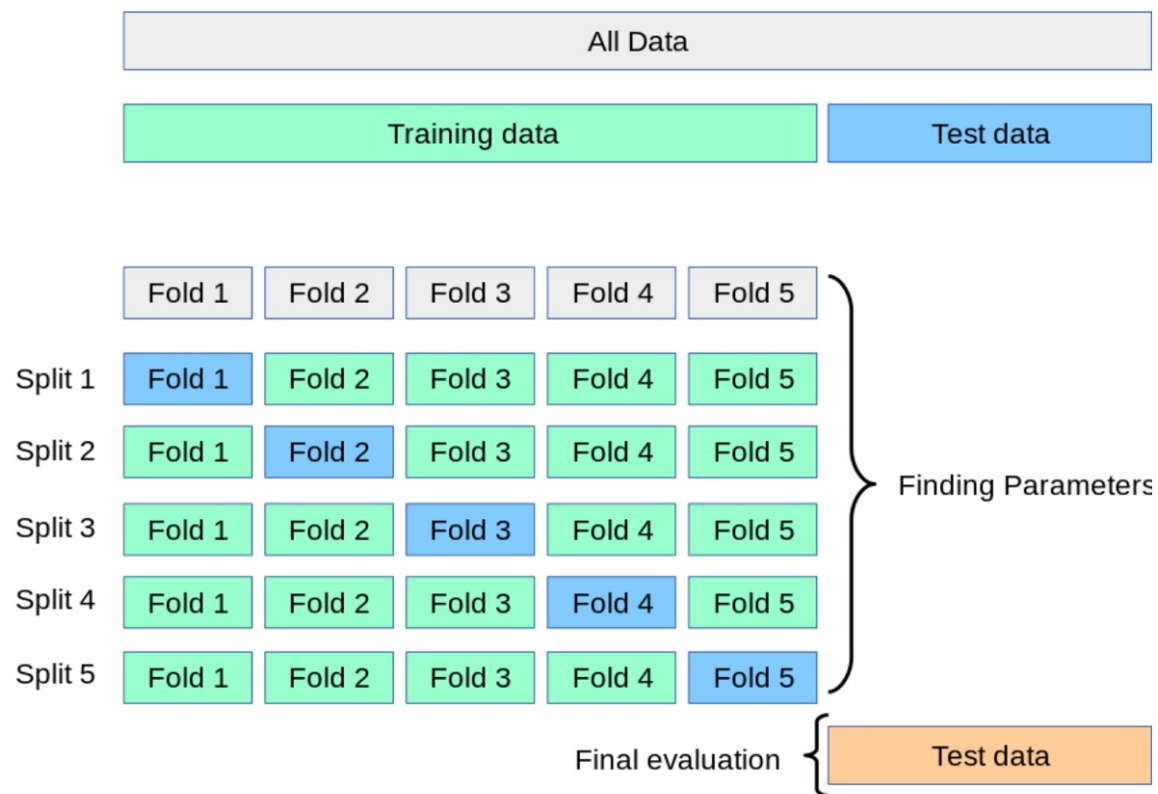 All Data
Training data Test data
Fold 1 Fold 2 Fold 3 Fold 4 Fold 5
Split 1 Fold 1 Fold 2 Fold 3 Fold 4 Fold 5
Split 2 Fold 1 Fold 2 Fold 3 Fold 4 Fold 5
Finding Parameters
Split 3 Fold 1 Fold 2 Fold 3 Fold 4 Fold 5
Split 4 Fold 1 Fold 2 Fold 3 Fold 4 Fold 5
Split 5 Fold 1 Fold 2 Fold 3 Fold 4 Fold 5
Final evaluation Test data